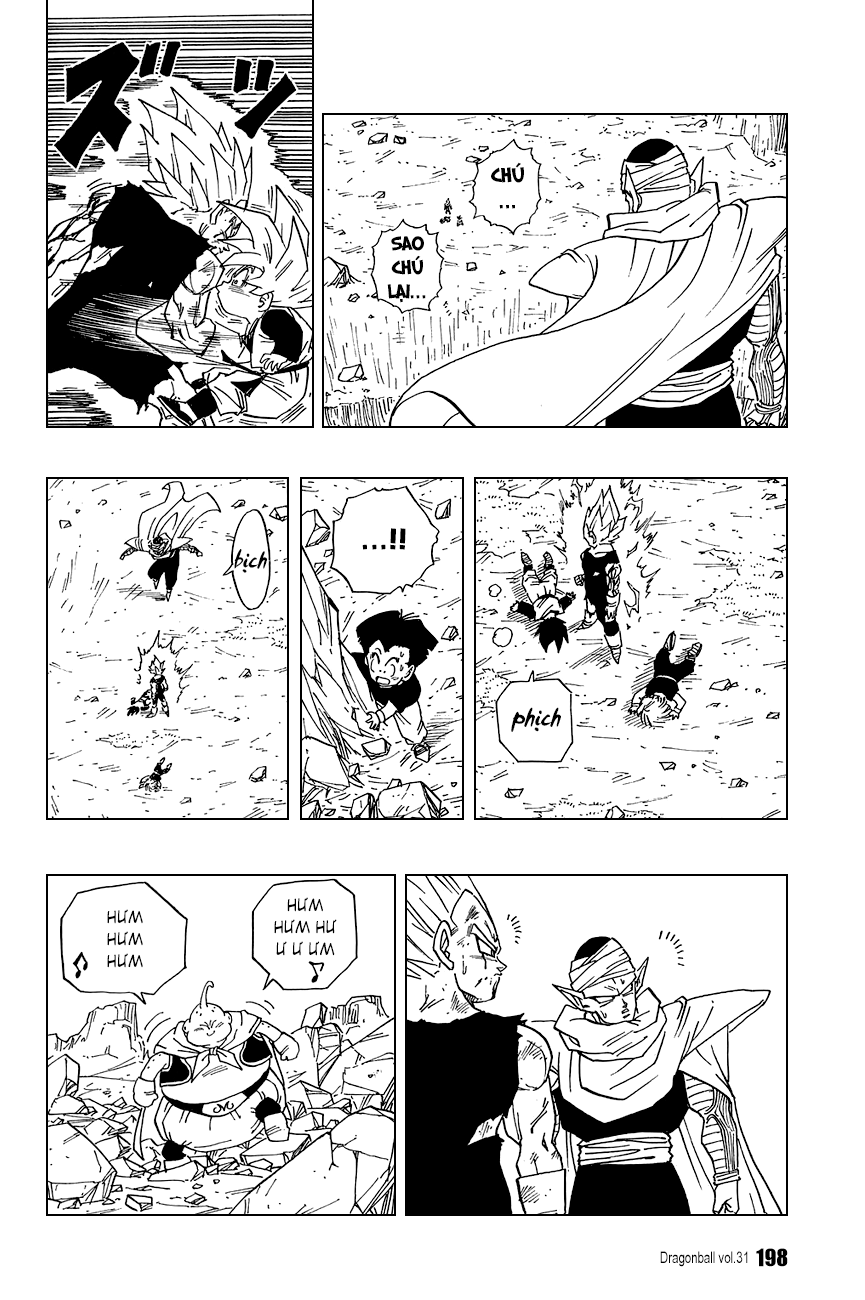 ズッ
CHÚ
...
SAO
CHÚ
LẠI...
bịch
...!!
phịch
HƯM
HƯM
HƯM
♪
HƯM
HƯM HƯ
Ư Ư ƯM
♪
Dragonball vol.31 198